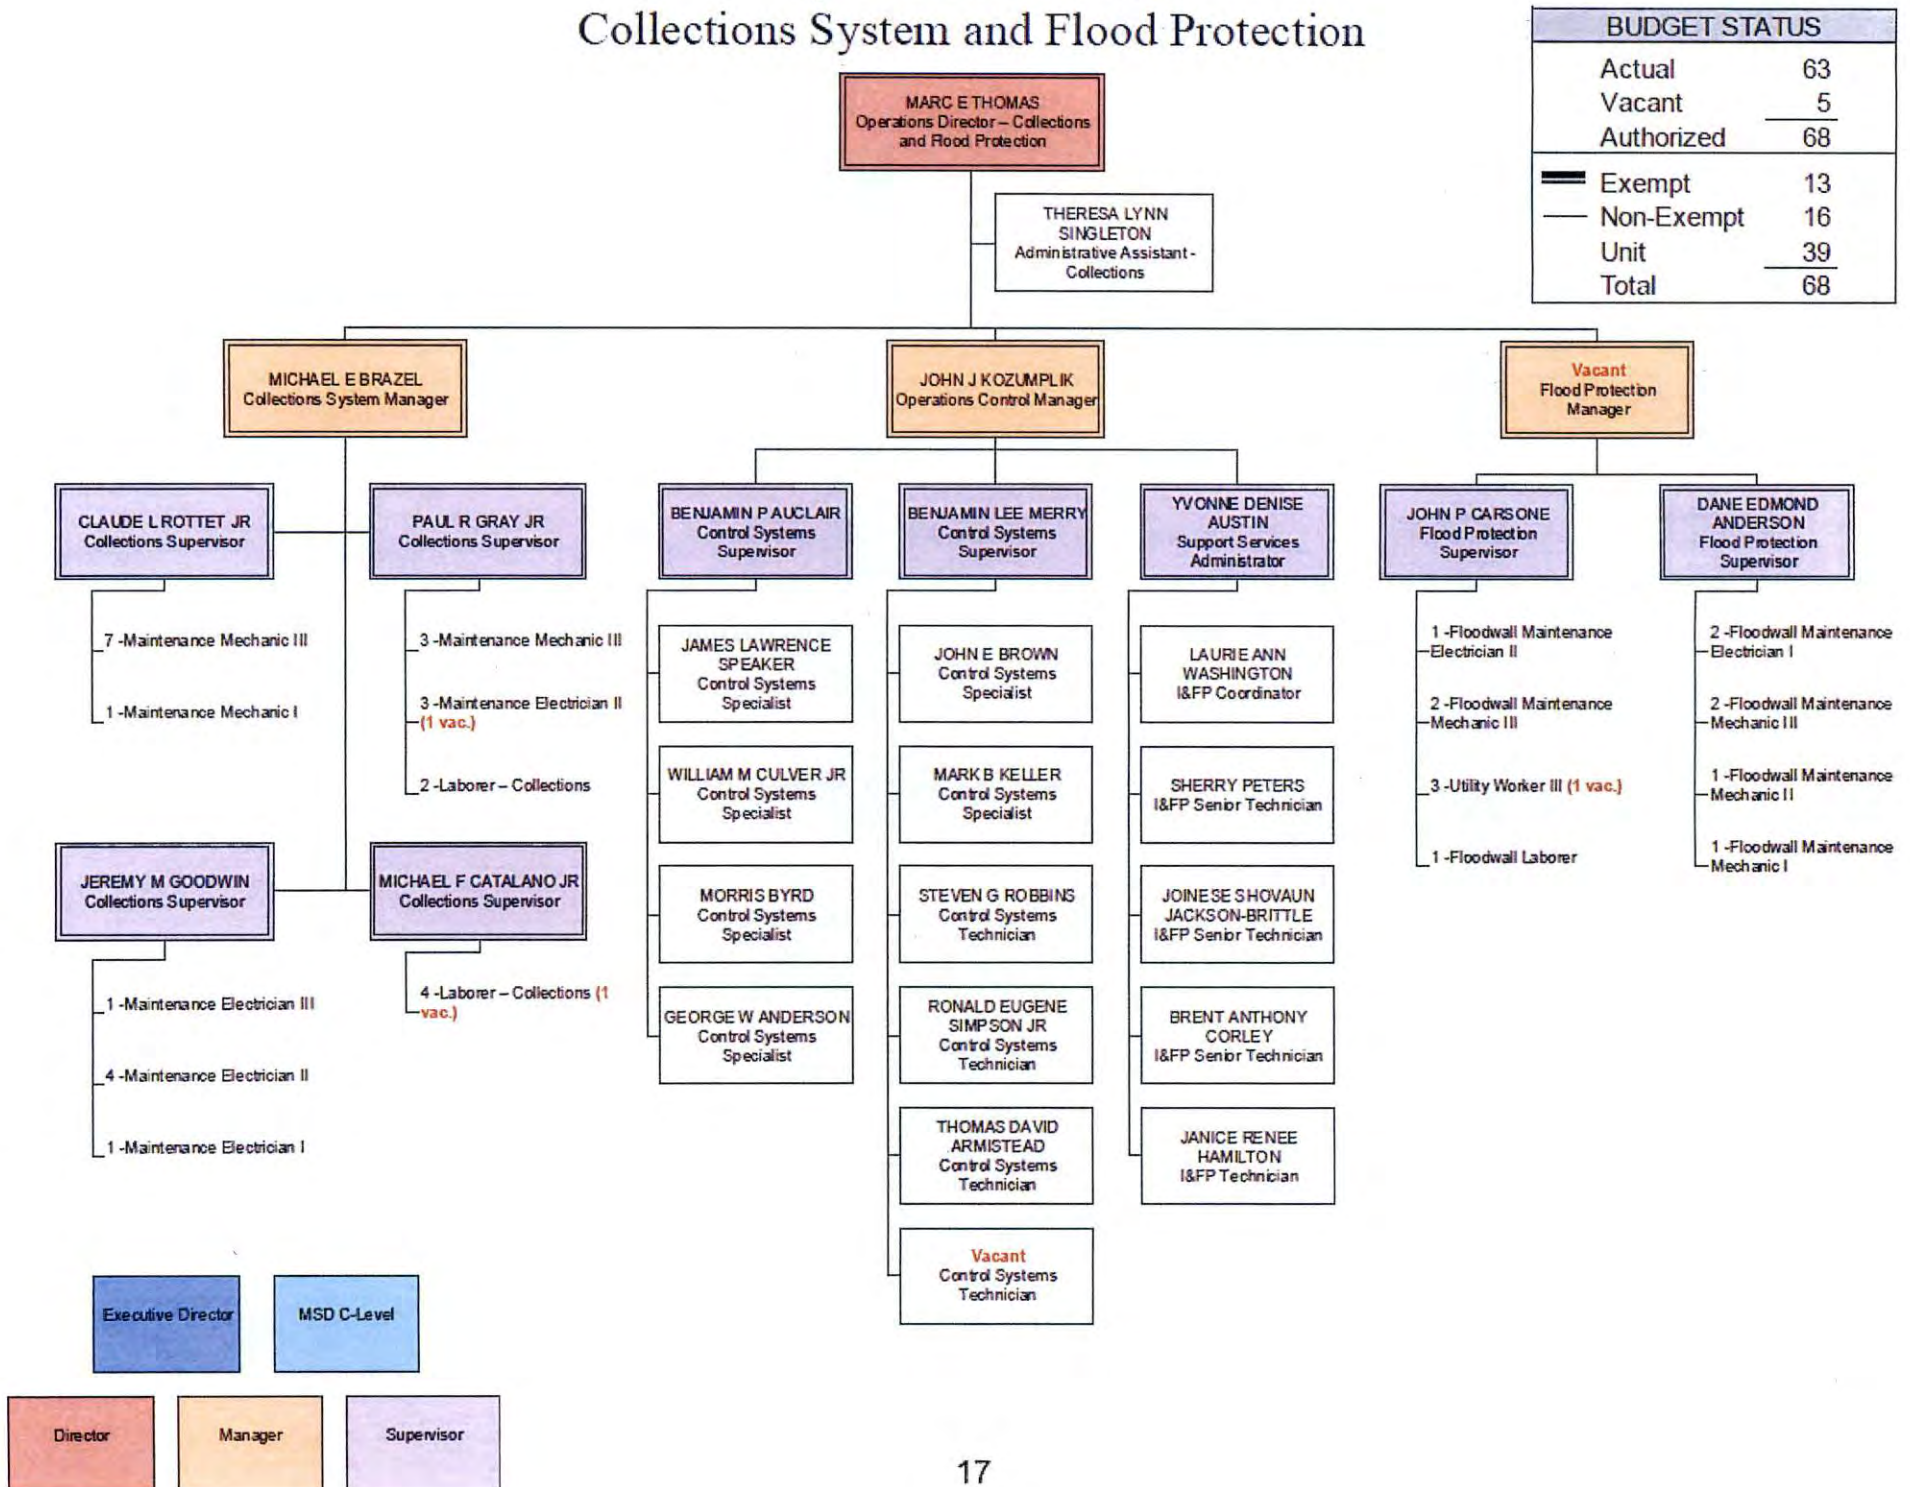 Collections System and Flood Protection
BUDGET STATUS
Actual 63
Vacant 5
Authorized 68
Exempt 13
Non-Exempt 16
Unit 39
Total 68
MARC E THOMAS
Operations Director – Collections
and Flood Protection
THERESA LYNN
SINGLETON
Administrative Assistant -
Collections
MICHAEL E BRAZEL
Collections System Manager
JOHN J KOZUMPLIK
Operations Control Manager
Vacant
Flood Protection
Manager
CLAUDE L ROTTET JR
Collections Supervisor
7 -Maintenance Mechanic III
1 -Maintenance Mechanic I
PAUL R GRAY JR
Collections Supervisor
3 -Maintenance Mechanic III
3 -Maintenance Electrician II
(1 vac.)
2 -Laborer – Collections
JEREMY M GOODWIN
Collections Supervisor
1 -Maintenance Electrician III
4 -Maintenance Electrician II
1 -Maintenance Electrician I
MICHAEL F CATALANO JR
Collections Supervisor
4 -Laborer – Collections (1
vac.)
BENJAMIN P AUCLAIR
Control Systems
Supervisor
JAMES LAWRENCE
SPEAKER
Control Systems
Specialist
WILLIAM M CULVER JR
Control Systems
Specialist
MORRIS BYRD
Control Systems
Specialist
GEORGE W ANDERSON
Control Systems
Specialist
BENJAMIN LEE MERRY
Control Systems
Supervisor
JOHN E BROWN
Control Systems
Specialist
MARK B KELLER
Control Systems
Specialist
STEVEN G ROBBINS
Control Systems
Technician
RONALD EUGENE
SIMPSON JR
Control Systems
Technician
THOMAS DAVID
ARMISTEAD
Control Systems
Technician
Vacant
Control Systems
Technician
YVONNE DENISE
AUSTIN
Support Services
Administrator
LAURIE ANN
WASHINGTON
I&FP Coordinator
SHERRY PETERS
I&FP Senior Technician
JOINESE SHOVAUN
JACKSON-BRITTLE
I&FP Senior Technician
BRENT ANTHONY
CORLEY
I&FP Senior Technician
JANICE RENEE
HAMILTON
I&FP Technician
JOHN P CARSONE
Flood Protection
Supervisor
1 -Floodwall Maintenance
Electrician II
2 -Floodwall Maintenance
Mechanic III
3 -Utility Worker III (1 vac.)
1 -Floodwall Laborer
DANE EDMOND
ANDERSON
Flood Protection
Supervisor
2 -Floodwall Maintenance
Electrician I
2 -Floodwall Maintenance
Mechanic III
1 -Floodwall Maintenance
Mechanic II
1 -Floodwall Maintenance
Mechanic I
Executive Director
MSD C-Level
Director
Manager
Supervisor
17